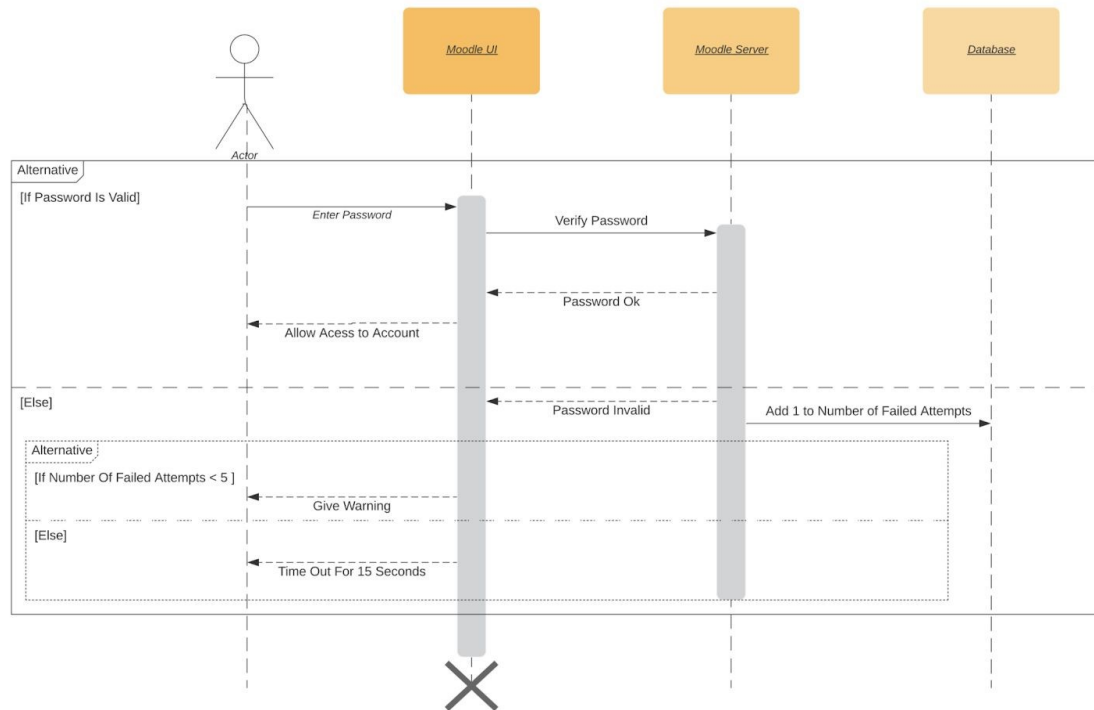 Moodle UI
Moodle Server
Database
Actor
Alternative
[If Password Is Valid]
Enter Password
Verify Password
Password Ok
Allow Acess to Account
[Else]
Password Invalid
Add 1 to Number of Failed Attempts
Alternative
[If Number Of Failed Attempts < 5 ]
Give Warning
[Else]
Time Out For 15 Seconds